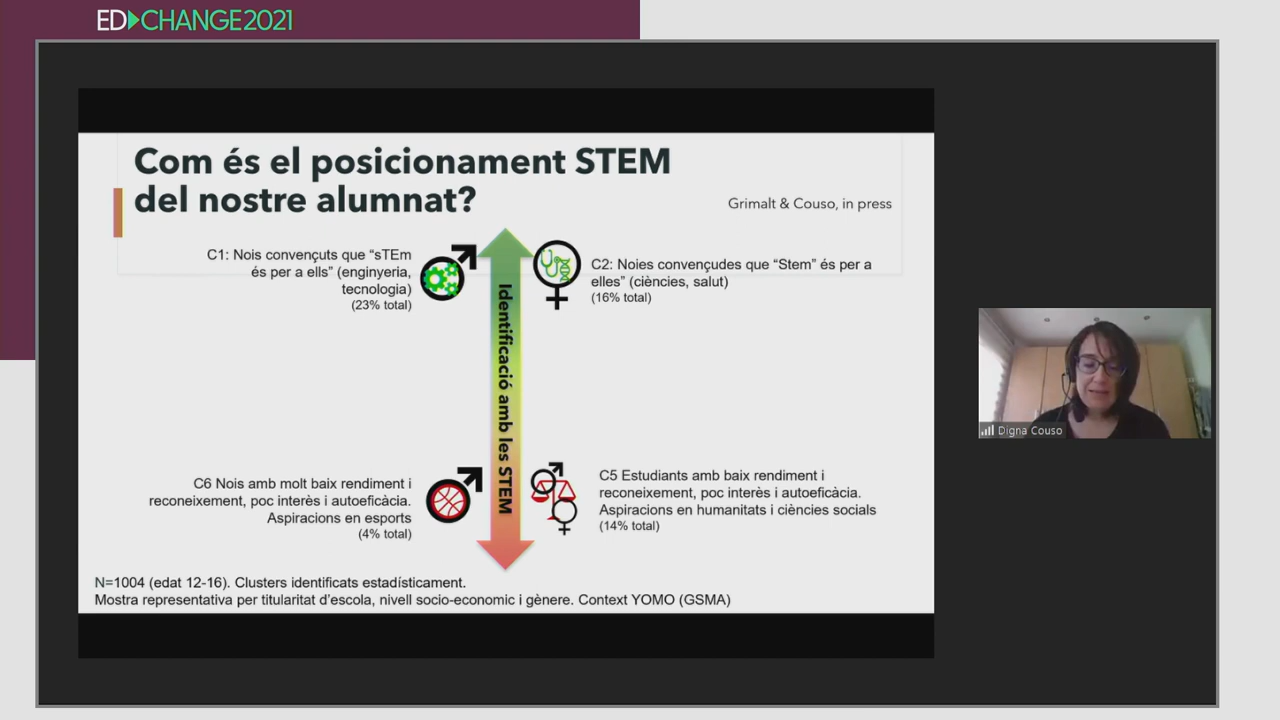 ED CHANGE2021
Com és el posicionament STEM
del nostre alumnat?
Grimalt & Couso, in press
C1: Nois convençuts que “sTEm
és per a ells” (enginyeria,
tecnologia)
(23% total)
C2: Noies convençudes que “Stem” és per a
elles” (ciències, salut)
(16% total)
Identificació amb les STEM
C6 Nois amb molt baix rendiment i
reconeixement, poc interès i autoeficàcia.
Aspiracions en esports
(4% total)
C5 Estudiants amb baix rendiment i
reconeixement, poc interès i autoeficàcia.
Aspiracions en humanitats i ciències socials
(14% total)
N=1004 (edat 12-16). Clusters identificats estadísticament.
Mostra representativa per titularitat d’escola, nivell socio-economic i gènere. Context YOMO (GSMA)
Digna Couso